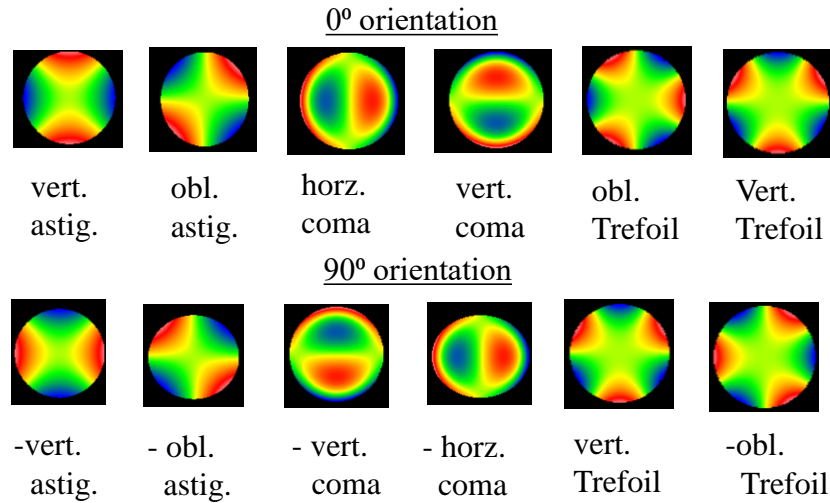 0º orientation
vert. astig.
obl. astig.
horz. coma
vert. coma
obl. Trefoil
Vert. Trefoil
90º orientation
-vert. astig.
- obl. astig.
- vert. coma
- horz. coma
vert. Trefoil
-obl. Trefoil